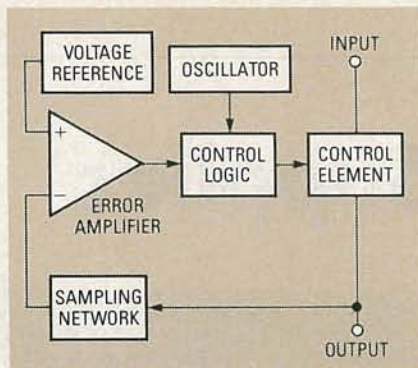 VOLTAGE
REFERENCE
OSCILLATOR
INPUT
+
−
ERROR
AMPLIFIER
CONTROL
LOGIC
CONTROL
ELEMENT
SAMPLING
NETWORK
OUTPUT